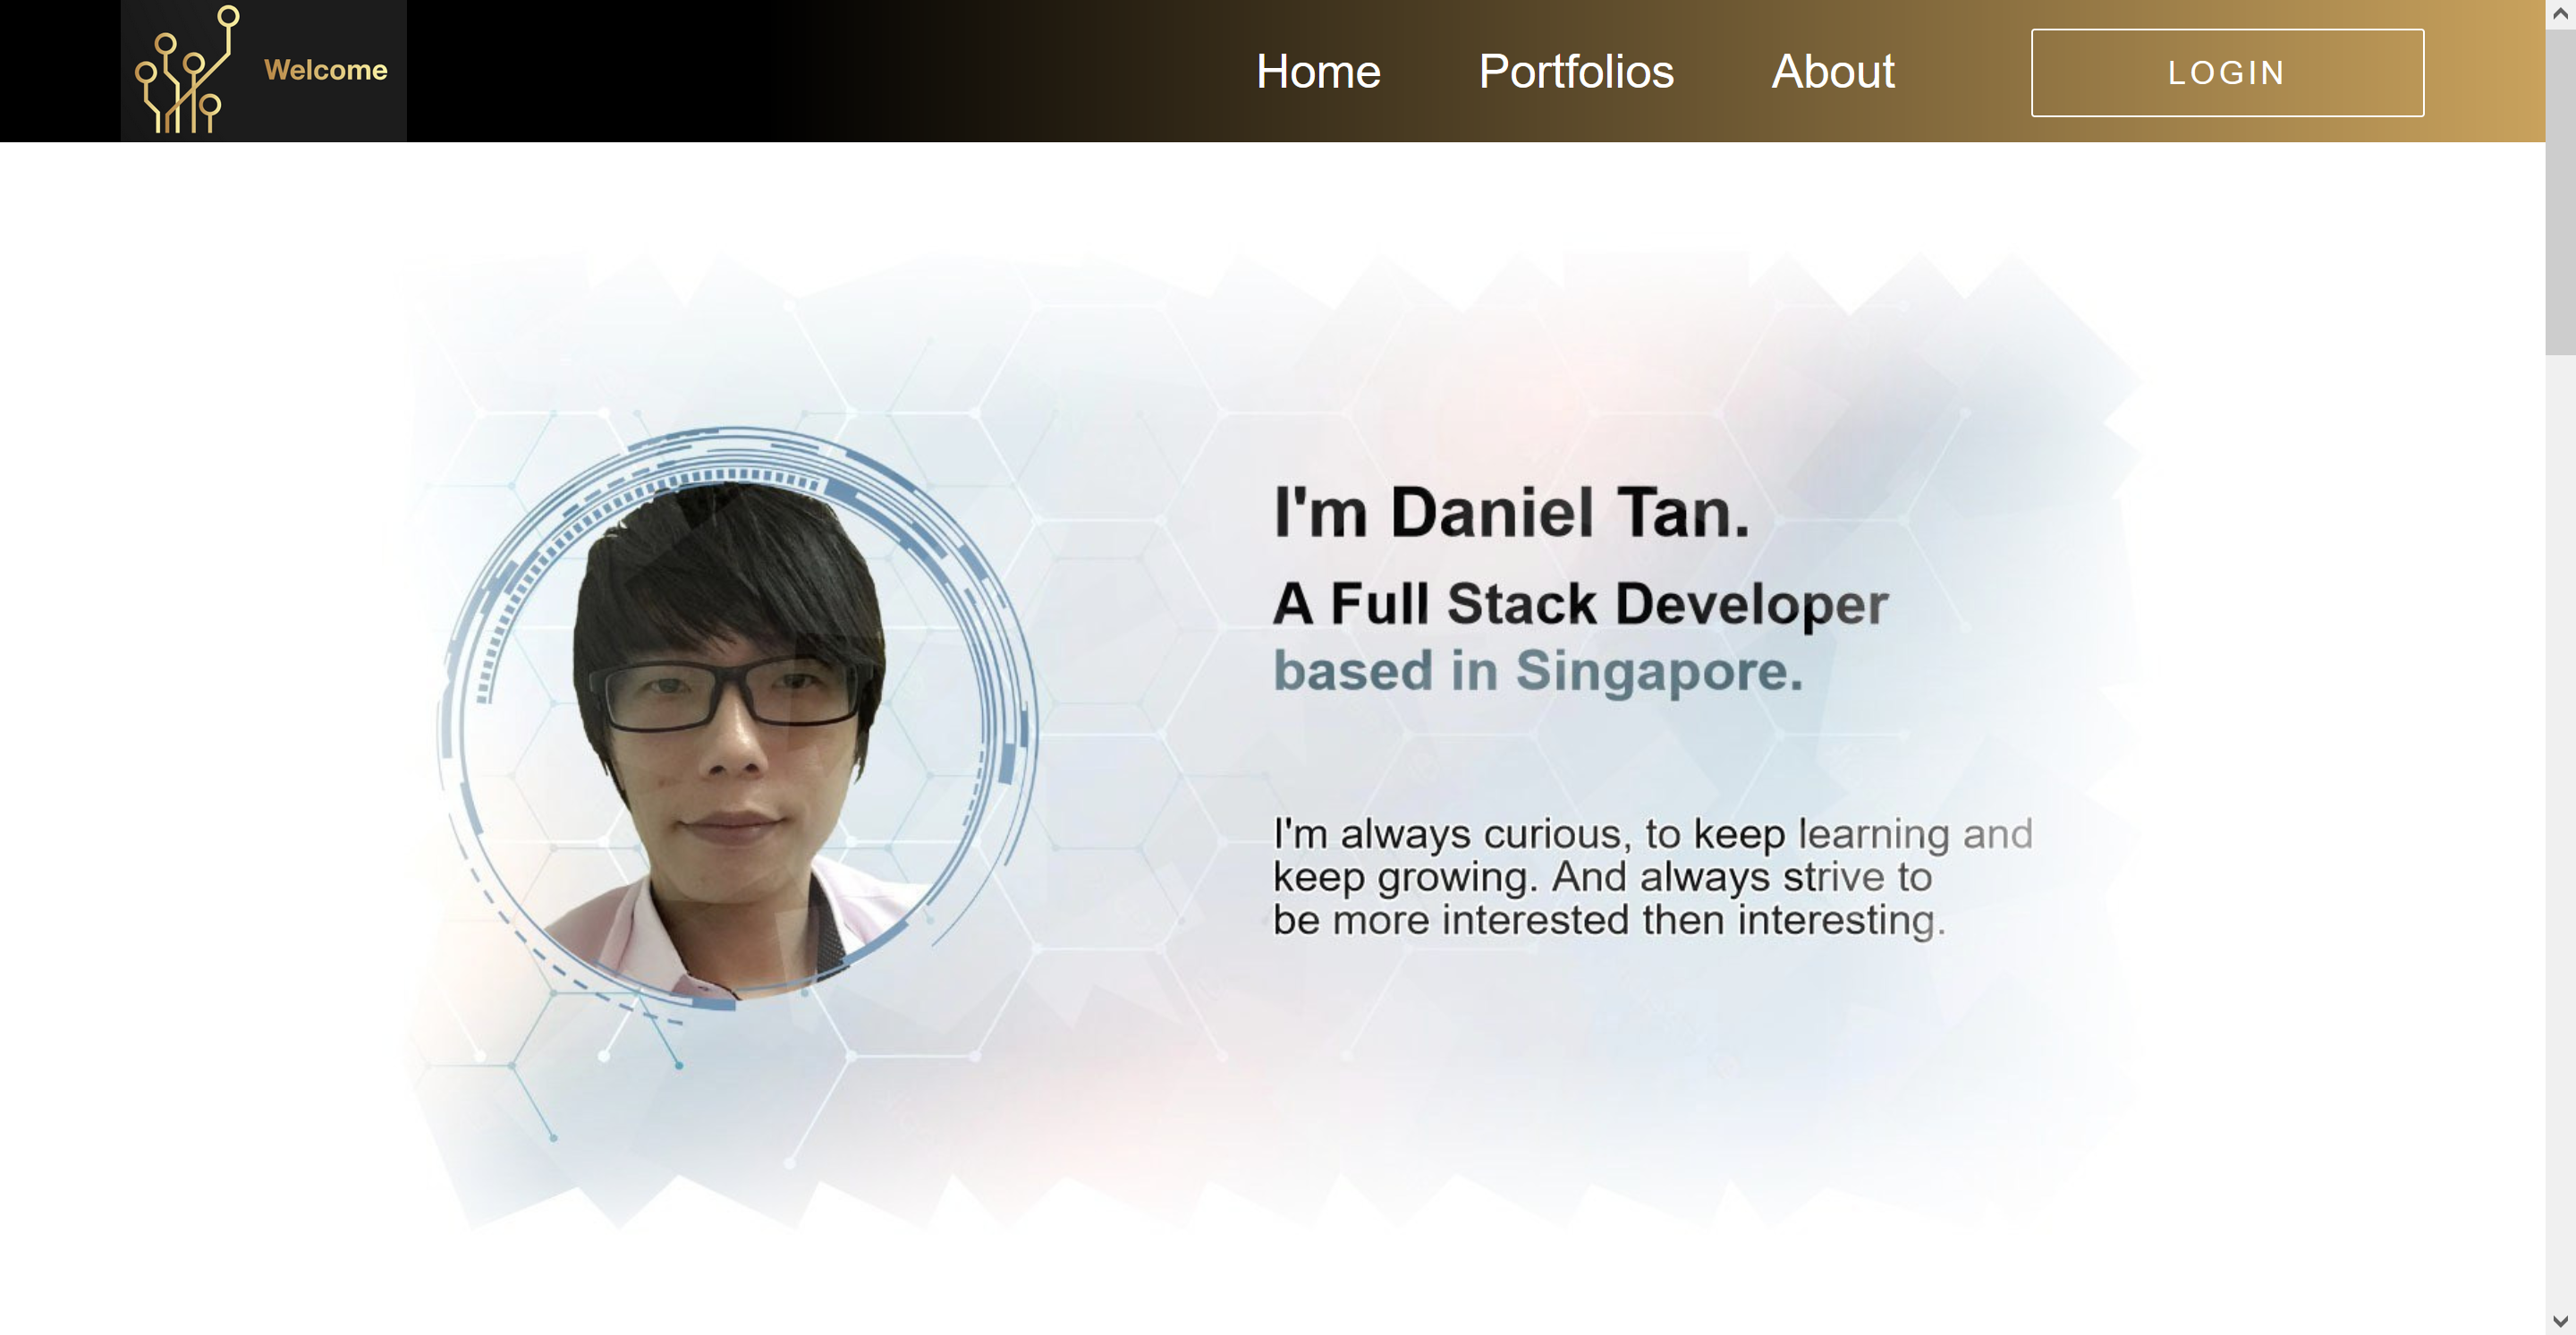 Welcome
Home
Portfolios
About
LOGIN
I'm Daniel Tan.
A Full Stack Developer
based in Singapore.
I'm always curious, to keep learning and
keep growing. And always strive to
be more interested then interesting.